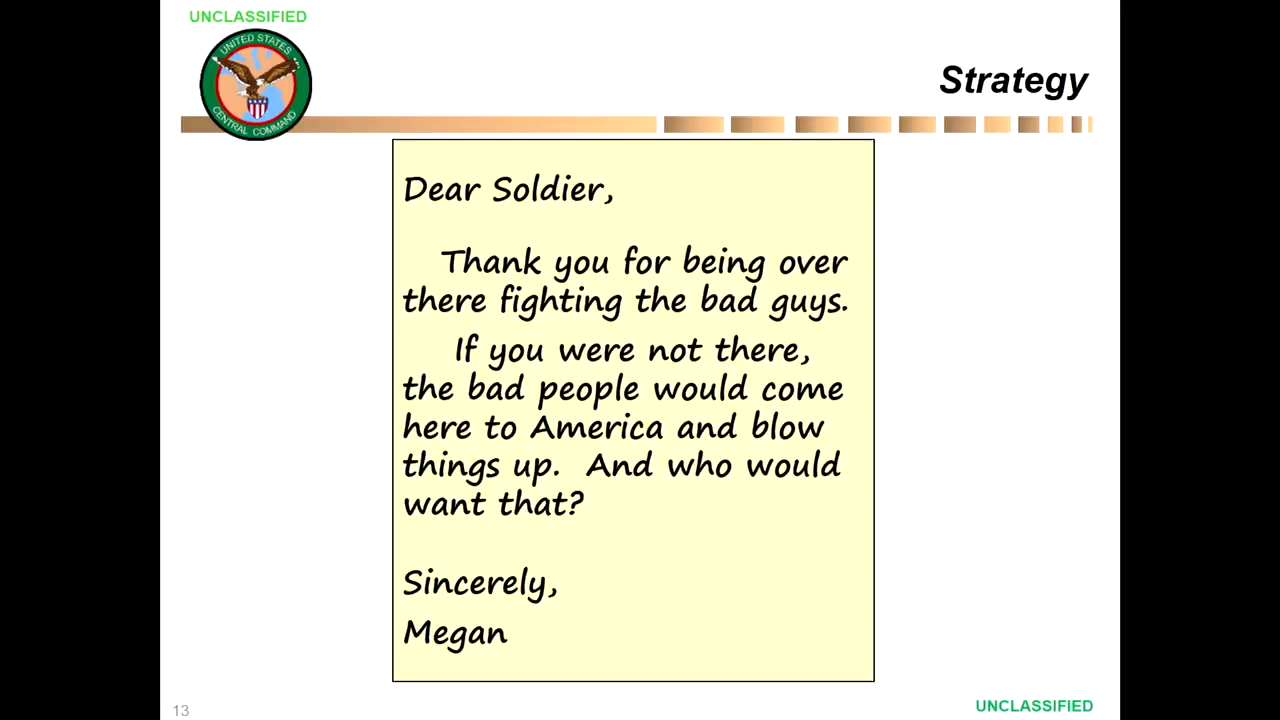 UNCLASSIFIED
UNITED STATES
CENTRAL COMMAND
Strategy
Dear Soldier,
Thank you for being over
there fighting the bad guys.
If you were not there,
the bad people would come
here to America and blow
things up. And who would
want that?
Sincerely,
Megan
13
UNCLASSIFIED